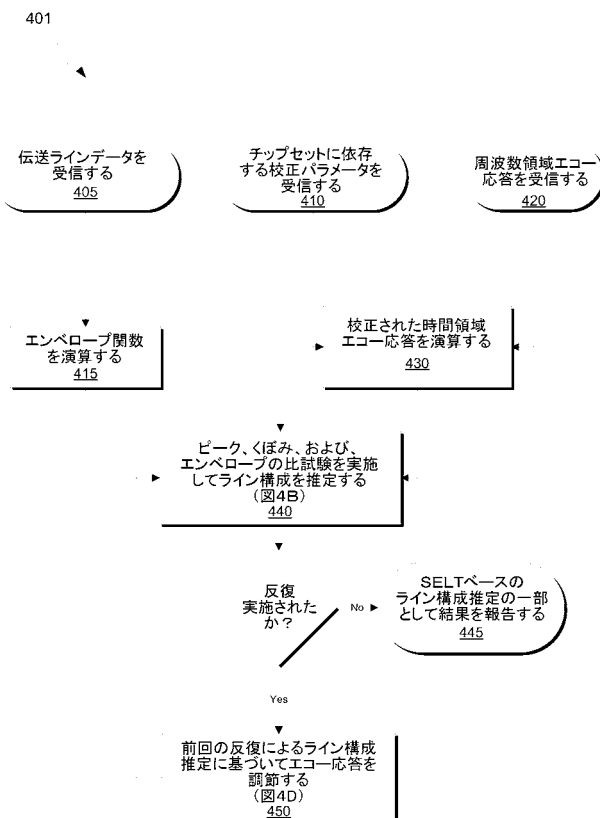 401
伝送ラインデータを
受信する
405
チップセットに依存
する校正パラメータを
受信する
410
周波数領域エコー
応答を受信する
420
エンベロープ関数
を演算する
415
校正された時間領域
エコー応答を演算する
430
ピーク、くぼみ、および、
エンベロープの比試験を実施
してライン構成を推定する
(図4B)
440
反復
実施された
か？
No
SELTベースの
ライン構成推定の一部
として結果を報告する
445
Yes
前回の反復によるライン構成
推定に基づいてエコー応答を
調節する
(図4D)
450